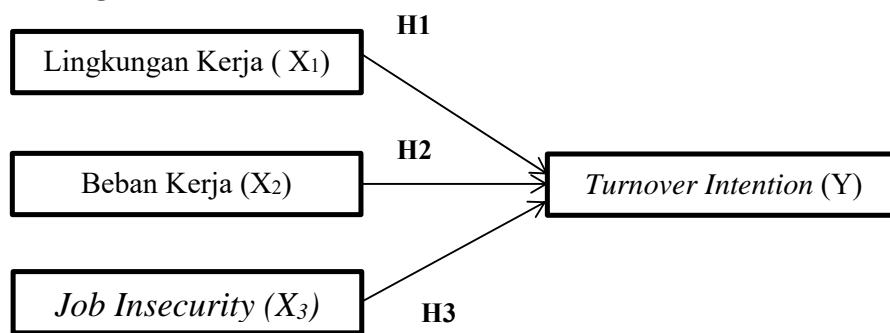 H1
Lingkungan Kerja ( X₁)
H2
Beban Kerja (X₂)
Turnover Intention (Y)
Job Insecurity (X₃)
H3